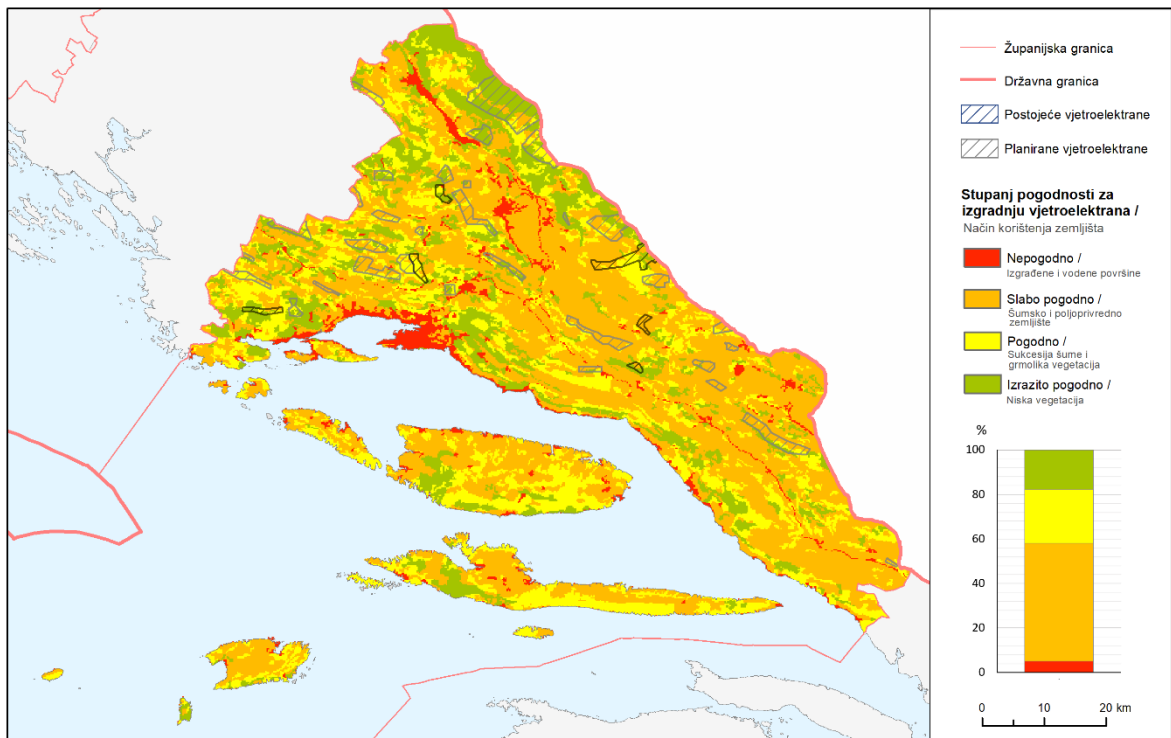 Županijska granica
Državna granica
Postojeće vjetroelektrane
Planirane vjetroelektrane
Stupanj pogodnosti za
izgradnju vjetroelektrana /
Način korištenja zemljišta
Nepogodno /
Izgrađene i vodene površine
Slabo pogodno /
Šumsko i poljoprivredno
zemljište
Pogodno /
Sukcesija šume i
grmolika vegetacija
Izrazito pogodno /
Niska vegetacija
%
100
80
60
40
20
0
0 10 20 km